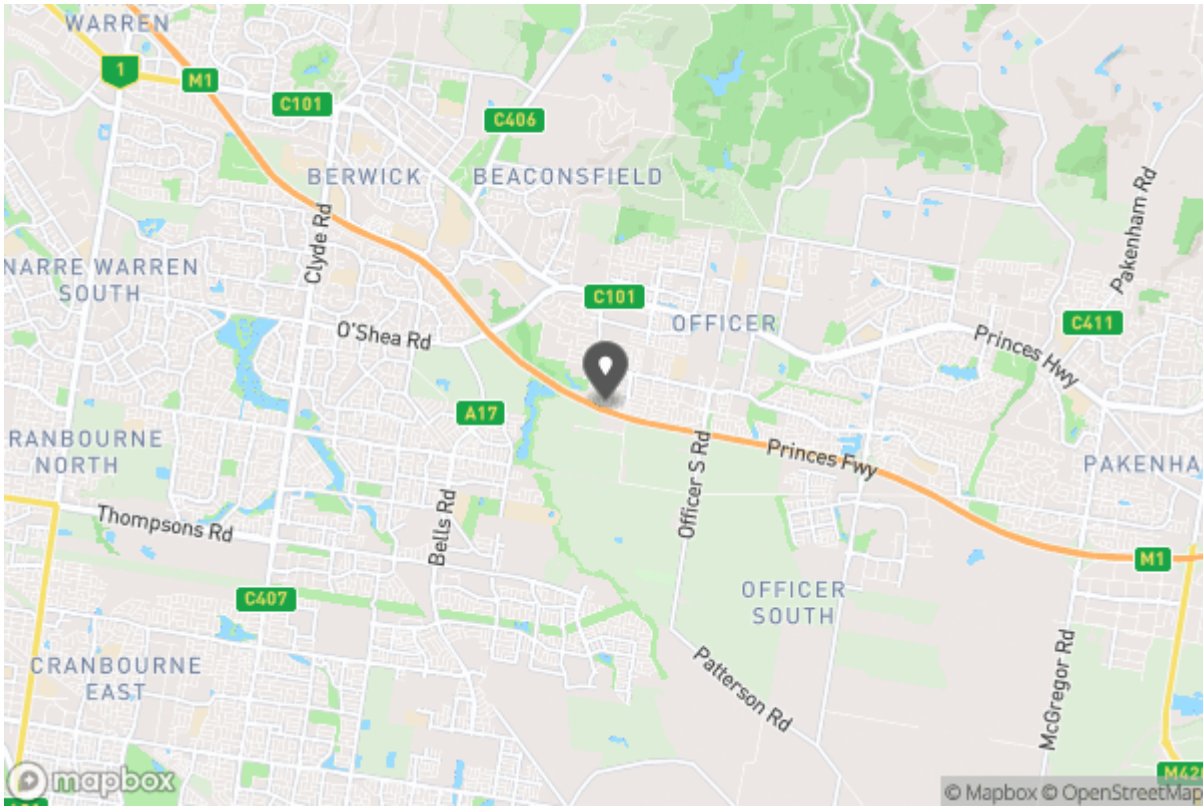 WARREN
1
M1
C101
C406
BERWICK
BEACONSFIELD
Clyde Rd
Pakenham Rd
NARRE WARREN
SOUTH
C101
OFFICER
C411
O'Shea Rd
Princes Hwy
A17
RANBOURNE
NORTH
Princes Fwy
PAKENHA
Officer S Rd
Bells Rd
Thompsons Rd
M1
C407
OFFICER
SOUTH
CRANBOURNE
EAST
Patterson Rd
McGregor Rd
mapbox
M420
© Mapbox © OpenStreetMap